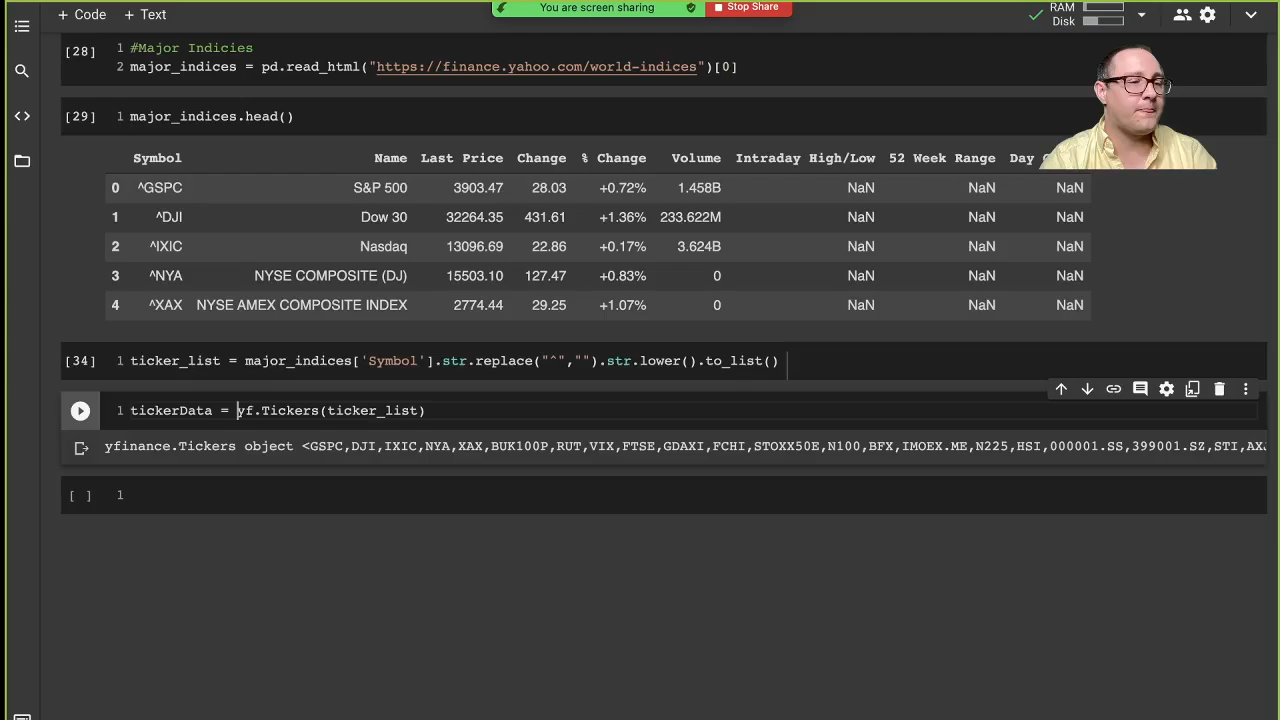 + Code + Text
You are screen sharing
Stop Share
RAM
Disk
[28]
1 #Major Indicies
2 major_indices = pd.read_html("https://finance.yahoo.com/world-indices")[0]
[29] 1 major_indices.head()
Symbol Name Last Price Change % Change Volume Intraday High/Low 52 Week Range Day
0 ^GSPC S&P 500 3903.47 28.03 +0.72% 1.458B NaN NaN NaN
1 ^DJI Dow 30 32264.35 431.61 +1.36% 233.622M NaN NaN NaN
2 ^IXIC Nasdaq 13096.69 22.86 +0.17% 3.624B NaN NaN NaN
3 ^NYA NYSE COMPOSITE (DJ) 15503.10 127.47 +0.83% 0 NaN NaN NaN
4 ^XAX NYSE AMEX COMPOSITE INDEX 2774.44 29.25 +1.07% 0 NaN NaN NaN
[34] 1 ticker_list = major_indices['Symbol'].str.replace("^","").str.lower().to_list()
1 tickerData = yf.Tickers(ticker_list)
yfinance.Tickers object <GSPC,DJI,IXIC,NYA,XAX,BUK100P,RUT,VIX,FTSE,GDAXI,FCHI,STOXX50E,N100,BFX,IMOEX.ME,N225,HSI,000001.SS,399001.SZ,STI,AXJ
[ ] 1